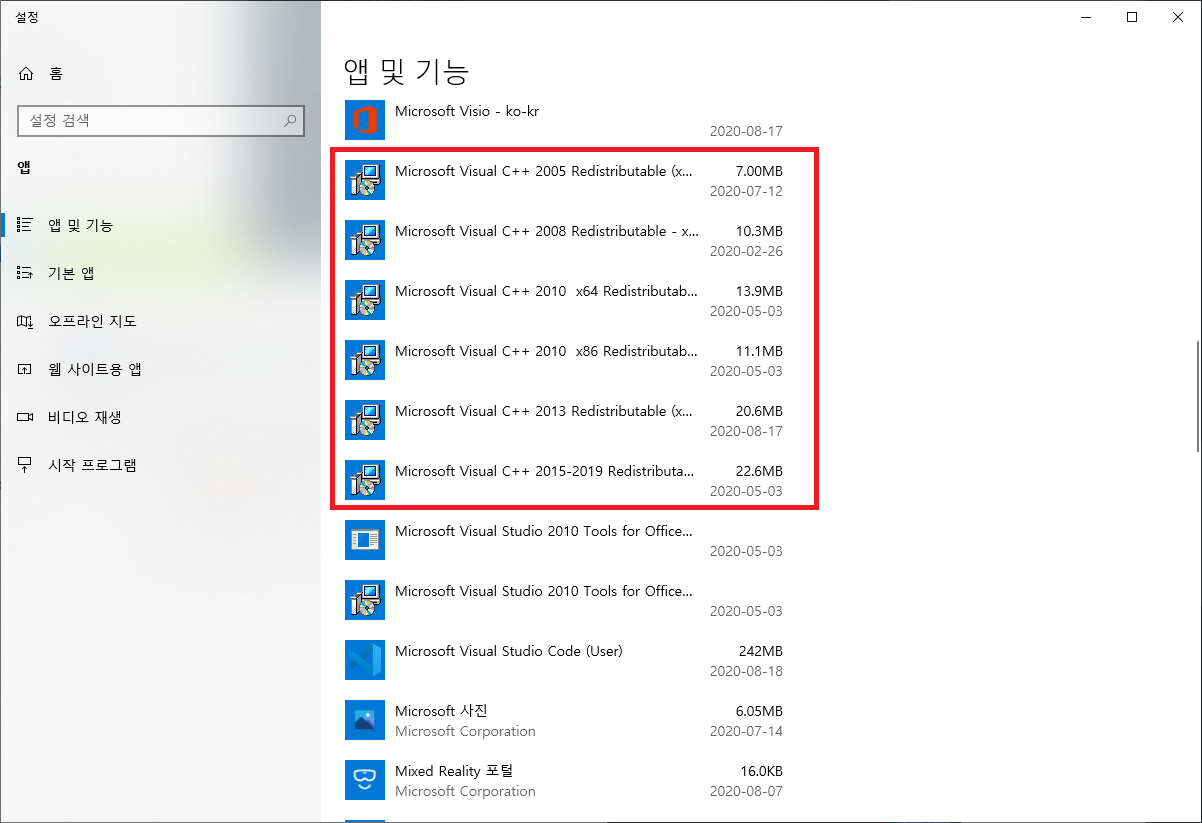 설정
홈
설정 검색
앱
앱 및 기능
기본 앱
오프라인 지도
웹 사이트용 앱
비디오 재생
시작 프로그램
앱 및 기능
Microsoft Visio - ko-kr
2020-08-17
Microsoft Visual C++ 2005 Redistributable (x... 7.00MB
2020-07-12
Microsoft Visual C++ 2008 Redistributable - x... 10.3MB
2020-02-26
Microsoft Visual C++ 2010  x64 Redistributab... 13.9MB
2020-05-03
Microsoft Visual C++ 2010  x86 Redistributab... 11.1MB
2020-05-03
Microsoft Visual C++ 2013 Redistributable (x... 20.6MB
2020-08-17
Microsoft Visual C++ 2015-2019 Redistributa... 22.6MB
2020-05-03
Microsoft Visual Studio 2010 Tools for Office...
2020-05-03
Microsoft Visual Studio 2010 Tools for Office...
2020-05-03
Microsoft Visual Studio Code (User) 242MB
2020-08-18
Microsoft 사진 6.05MB
Microsoft Corporation 2020-07-14
Mixed Reality 포털 16.0KB
Microsoft Corporation 2020-08-07